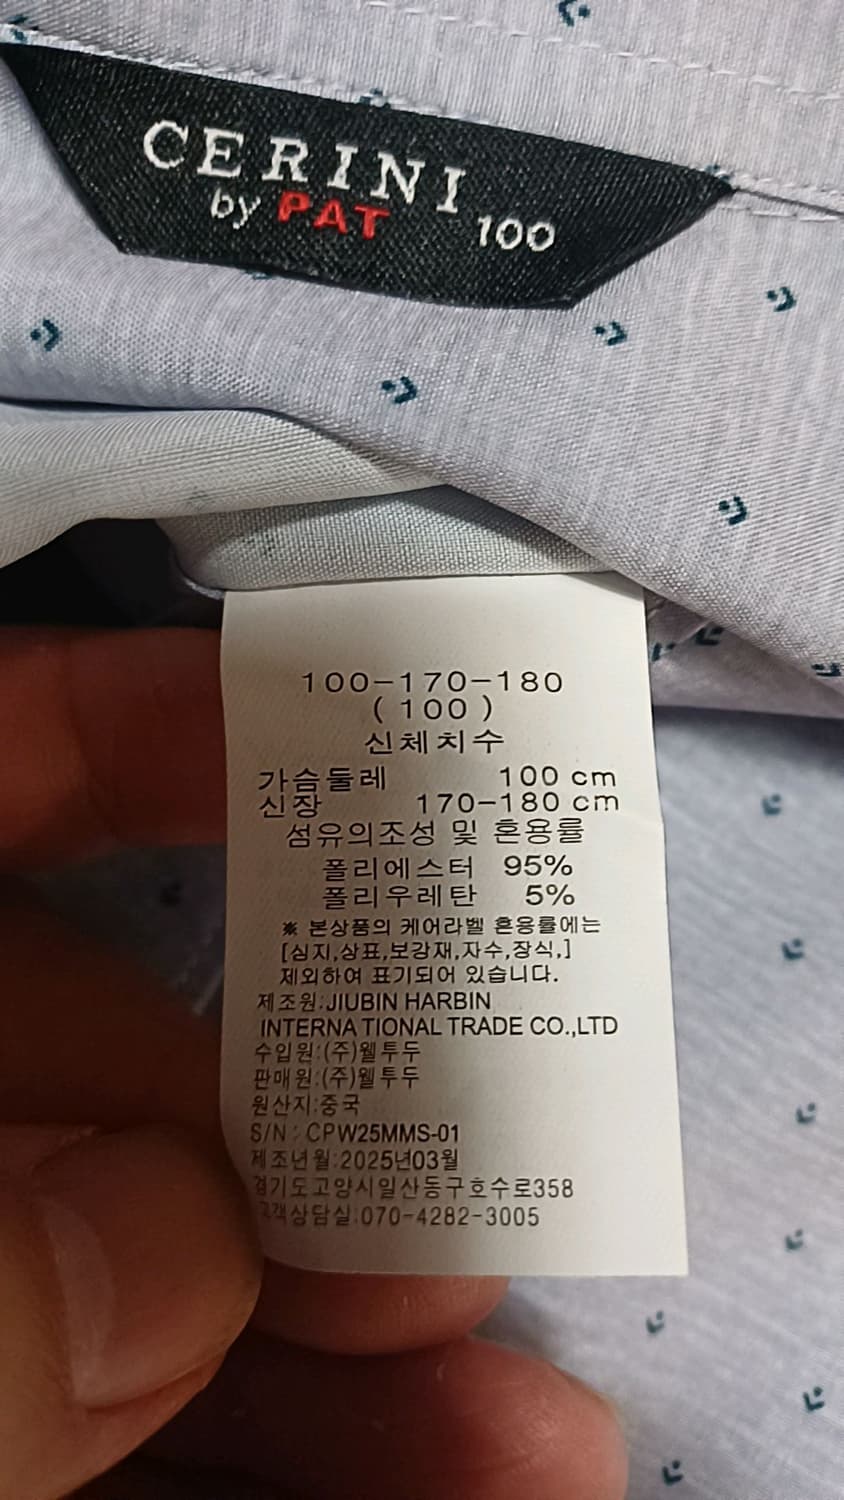 CERINI
by PAT 100
100-170-180
( 100 )
신체치수
가슴둘레 100 cm
신장 170-180 cm
섬유의조성 및 혼용률
폴리에스터 95%
폴리우레탄 5%
※ 본상품의 케어라벨 혼용률에는
[심지,상표,보강재,자수,장식,]
제외하여 표기되어 있습니다.
제조원:JIUBIN HARBIN
INTERNA TIONAL TRADE CO.,LTD
수입원:(주)웰투두
판매원:(주)웰투두
원산지:중국
S/N : CPW25MMS-01
제조년월:2025년03월
경기도고양시일산동구호수로358
고객상담실:070-4282-3005